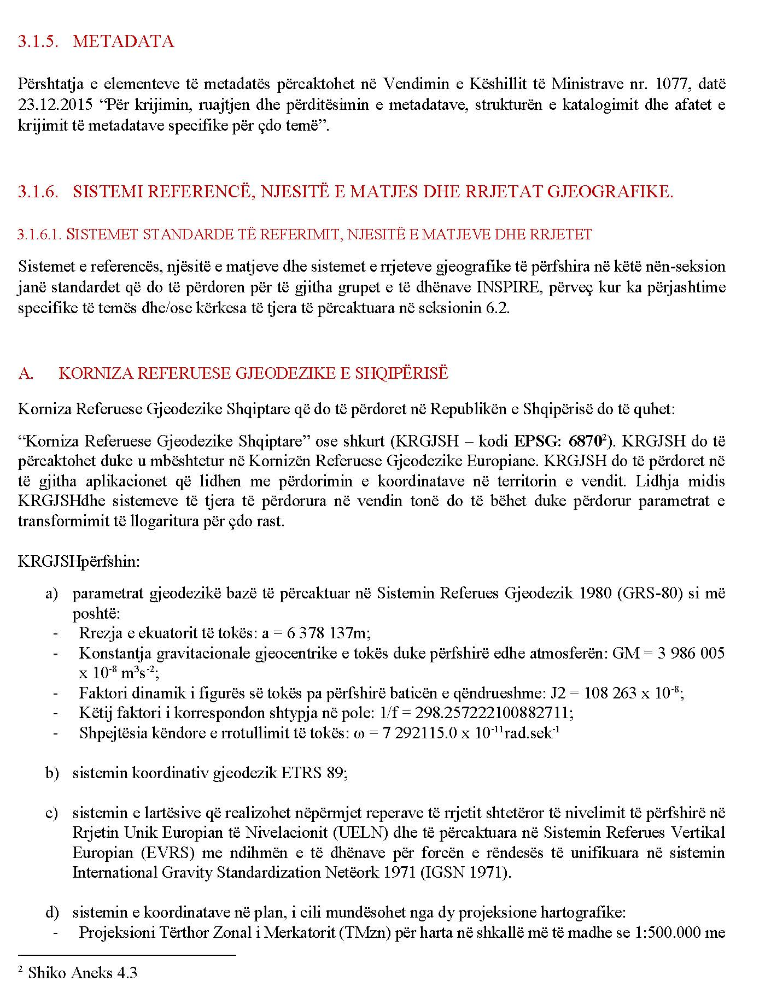 3.1.5. METADATA
Përshtatja e elementeve të metadatës përcaktohet në Vendimin e Këshillit të Ministrave nr. 1077, datë
23.12.2015 “Për krijimin, ruajtjen dhe përditësimin e metadatave, strukturën e katalogimit dhe afatet e
krijimit të metadatave specifike për çdo temë”.
3.1.6. SISTEMI REFERENCË, NJESITË E MATJES DHE RRJETAT GJEOGRAFIKE.
3.1.6.1. SISTEMET STANDARDE TË REFERIMIT, NJESITË E MATJEVE DHE RRJETET
Sistemet e referencës, njësitë e matjeve dhe sistemet e rrjeteve gjeografike të përfshira në këtë nën-seksion
janë standardet që do të përdoren për të gjitha grupet e të dhënave INSPIRE, përveç kur ka përjashtime
specifike të temës dhe/ose kërkesa të tjera të përcaktuara në seksionin 6.2.
A. KORNIZA REFERUESE GJEODEZIKE E SHQIPËRISË
Korniza Referuese Gjeodezike Shqiptare që do të përdoret në Republikën e Shqipërisë do të quhet:
“Korniza Referuese Gjeodezike Shqiptare” ose shkurt (KRGJSH – kodi EPSG: 6870²). KRGJSH do të
përcaktohet duke u mbështetur në Kornizën Referuese Gjeodezike Europiane. KRGJSH do të përdoret në
të gjitha aplikacionet që lidhen me përdorimin e koordinatave në territorin e vendit. Lidhja midis
KRGJSHdhe sistemeve të tjera të përdorura në vendin tonë do të bëhet duke përdorur parametrat e
transformimit të llogaritura për çdo rast.
KRGJSHpërfshin:
a) parametrat gjeodezikë bazë të përcaktuar në Sistemin Referues Gjeodezik 1980 (GRS-80) si më
poshtë:
- Rrezja e ekuatorit të tokës: a = 6 378 137m;
- Konstantja gravitacionale gjeocentrike e tokës duke përfshirë edhe atmosferën: GM = 3 986 005
x 10⁻⁸ m³s⁻²;
- Faktori dinamik i figurës së tokës pa përfshirë baticën e qëndrueshme: J2 = 108 263 x 10⁻⁸;
- Këtij faktori i korrespondon shtypja në pole: 1/f = 298.257222100882711;
- Shpejtësia këndore e rrotullimit të tokës: ω = 7 292115.0 x 10⁻¹¹rad.sek⁻¹
b) sistemin koordinativ gjeodezik ETRS 89;
c) sistemin e lartësive që realizohet nëpërmjet reperave të rrjetit shtetëror të nivelimit të përfshirë në
Rrjetin Unik Europian të Nivelacionit (UELN) dhe të përcaktuara në Sistemin Referues Vertikal
Europian (EVRS) me ndihmën e të dhënave për forcën e rëndesës të unifikuara në sistemin
International Gravity Standardization Netëork 1971 (IGSN 1971).
d) sistemin e koordinatave në plan, i cili mundësohet nga dy projeksione hartografike:
- Projeksioni Tërthor Zonal i Merkatorit (TMzn) për harta në shkallë më të madhe se 1:500.000 me
² Shiko Aneks 4.3